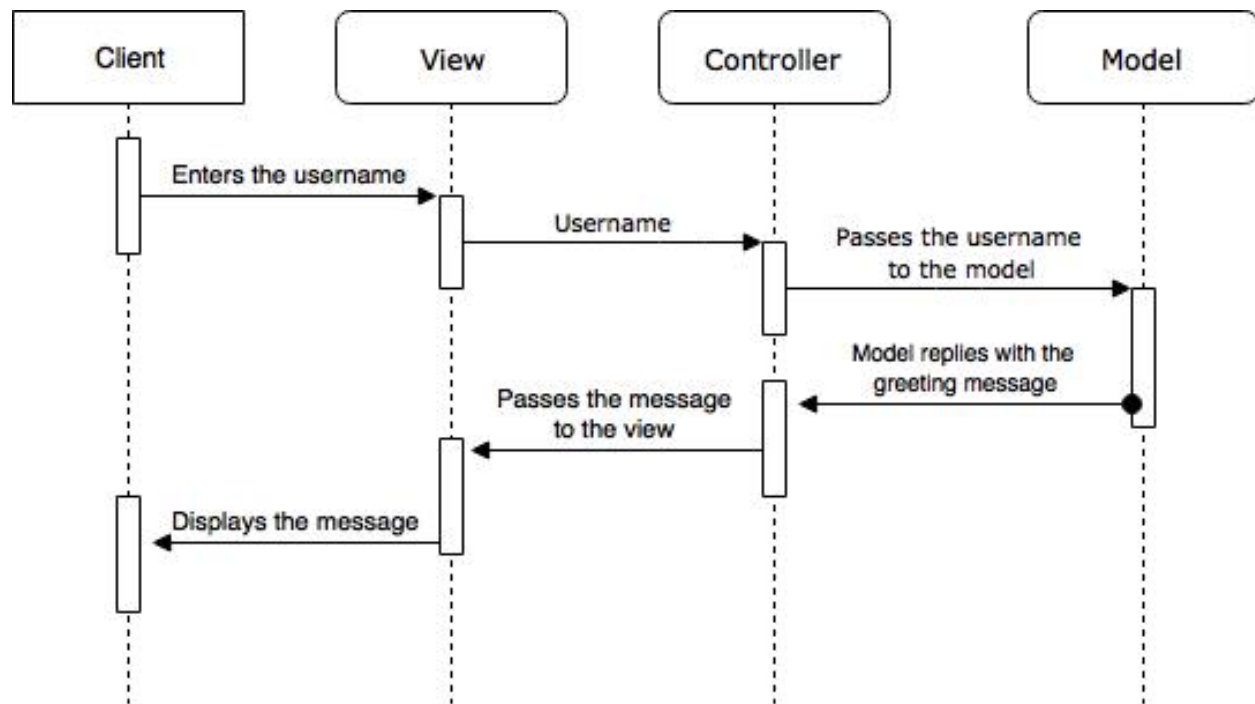 Client
View
Controller
Model
Enters the username
Username
Passes the username
to the model
Model replies with the
greeting message
Passes the message
to the view
Displays the message